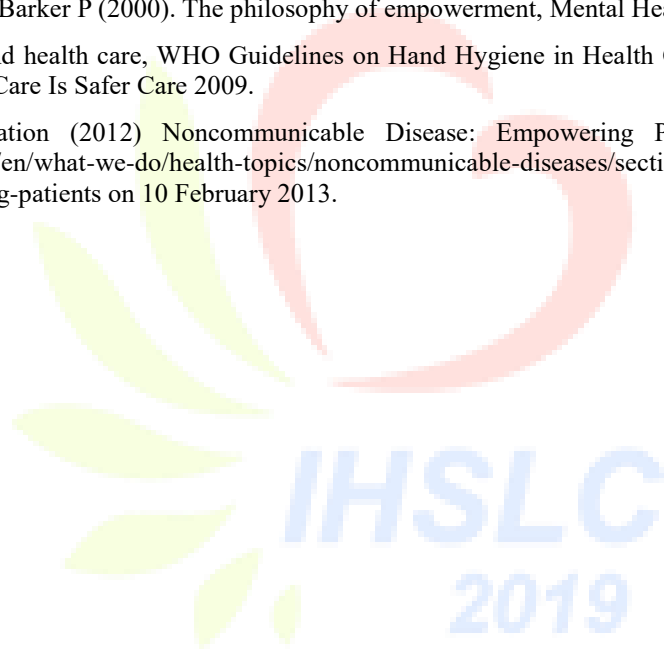 Barker P (2000). The philosophy of empowerment, Mental Hea
d health care, WHO Guidelines on Hand Hygiene in Health
Care Is Safer Care 2009.
ation (2012) Noncommunicable Disease: Empowering P
en/what-we-do/health-topics/noncommunicable-diseases/secti
g-patients on 10 February 2013.
IHSLC
2019